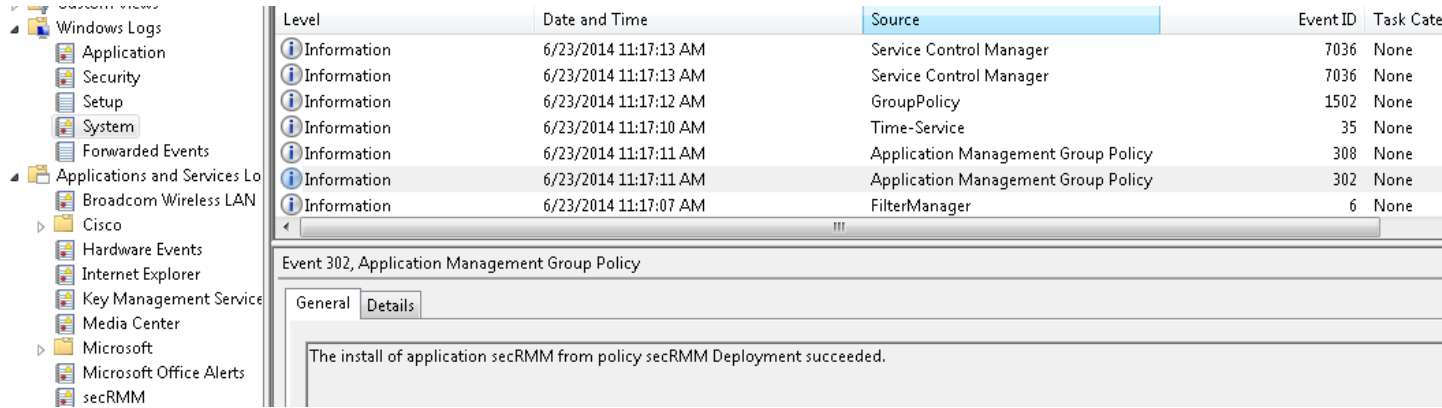 Custom Views
Windows Logs
Application
Security
Setup
System
Forwarded Events
Applications and Services Lo
Broadcom Wireless LAN
Cisco
Hardware Events
Internet Explorer
Key Management Service
Media Center
Microsoft
Microsoft Office Alerts
secRMM
Level Date and Time Source Event ID Task Cate
Information 6/23/2014 11:17:13 AM Service Control Manager 7036 None
Information 6/23/2014 11:17:13 AM Service Control Manager 7036 None
Information 6/23/2014 11:17:12 AM GroupPolicy 1502 None
Information 6/23/2014 11:17:10 AM Time-Service 35 None
Information 6/23/2014 11:17:11 AM Application Management Group Policy 308 None
Information 6/23/2014 11:17:11 AM Application Management Group Policy 302 None
Information 6/23/2014 11:17:07 AM FilterManager 6 None
Event 302, Application Management Group Policy
General Details
The install of application secRMM from policy secRMM Deployment succeeded.